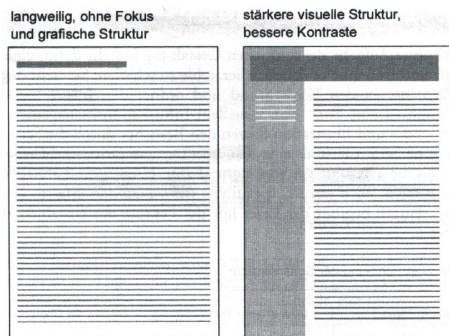 langweilig, ohne Fokus
und grafische Struktur
stärkere visuelle Struktur,
bessere Kontraste